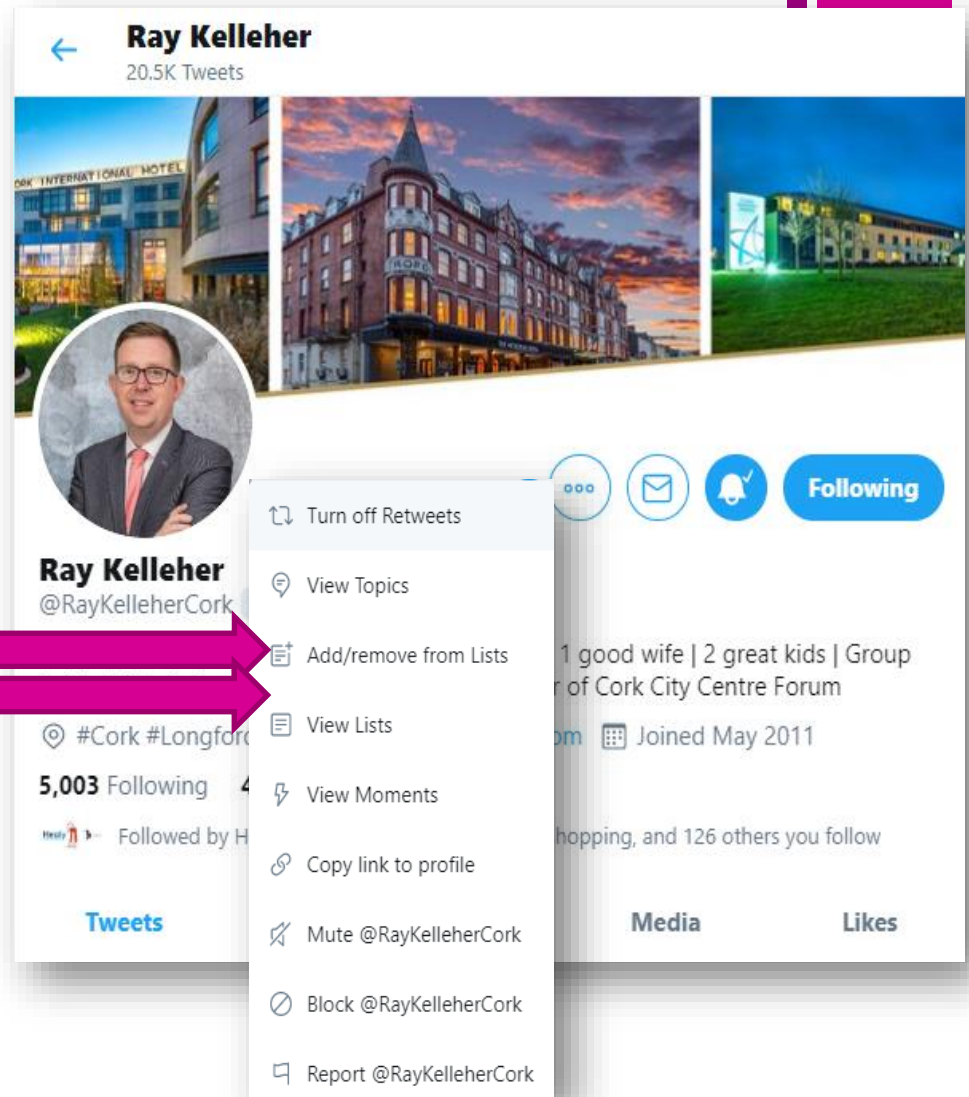 Ray Kelleher
20.5K Tweets
INTERNATIONAL HOTEL
Following
Ray Kelleher
@RayKelleherCork
Turn off Retweets
View Topics
Add/remove from Lists
View Lists
View Moments
Copy link to profile
Mute @RayKelleherCork
Block @RayKelleherCork
Report @RayKelleherCork
1 good wife | 2 great kids | Group
of Cork City Centre Forum
#Cork #Longford
Joined May 2011
5,003 Following
Followed by H
hopping, and 126 others you follow
Tweets
Media
Likes